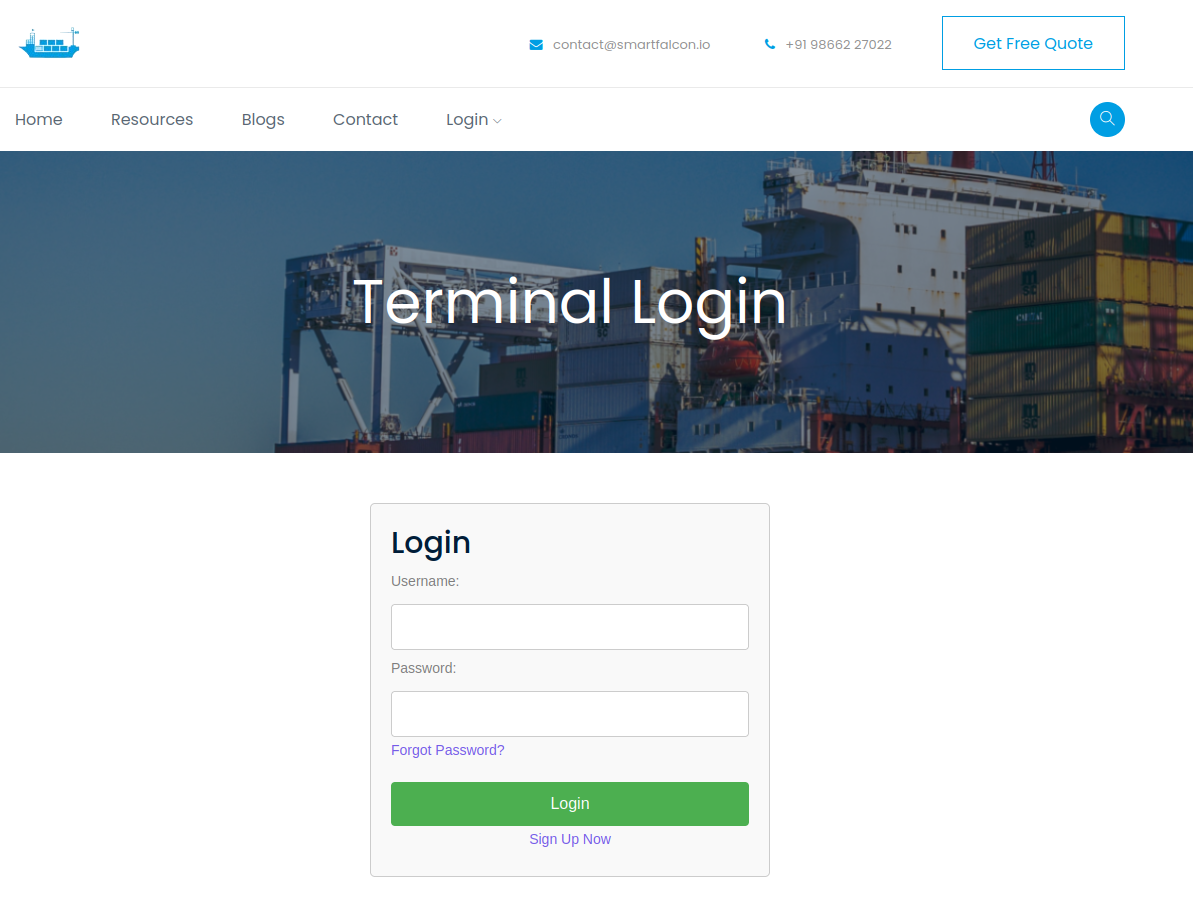 contact@smartfalcon.io
+91 98662 27022
Get Free Quote
Home
Resources
Blogs
Contact
Login
Terminal Login
Login
Username:
Password:
Forgot Password?
Login
Sign Up Now